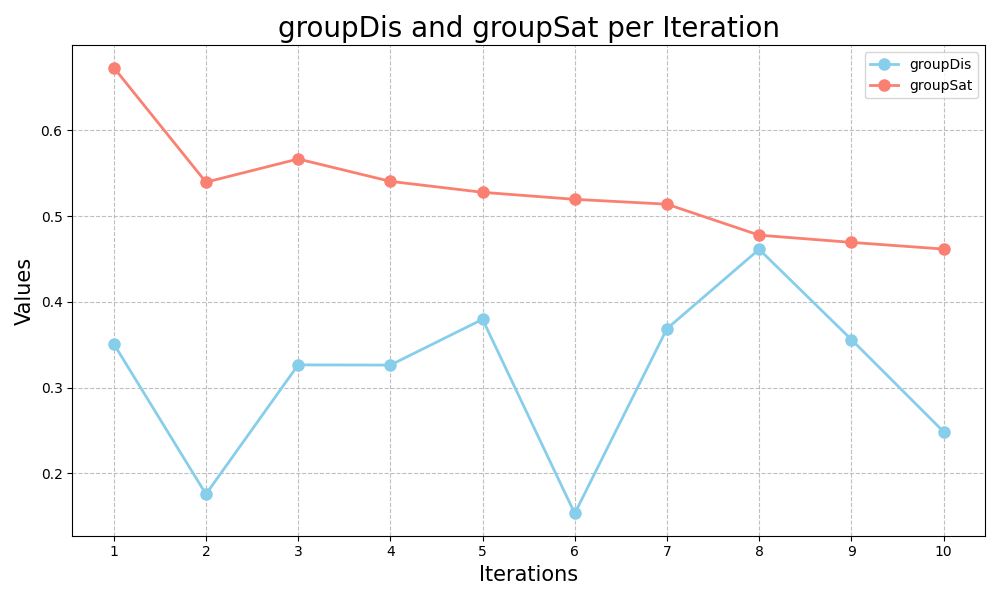 groupDis and groupSat per Iteration
groupDis
groupSat
Values
0.6
0.5
0.4
0.3
0.2
1 2 3 4 5 6 7 8 9 10
Iterations